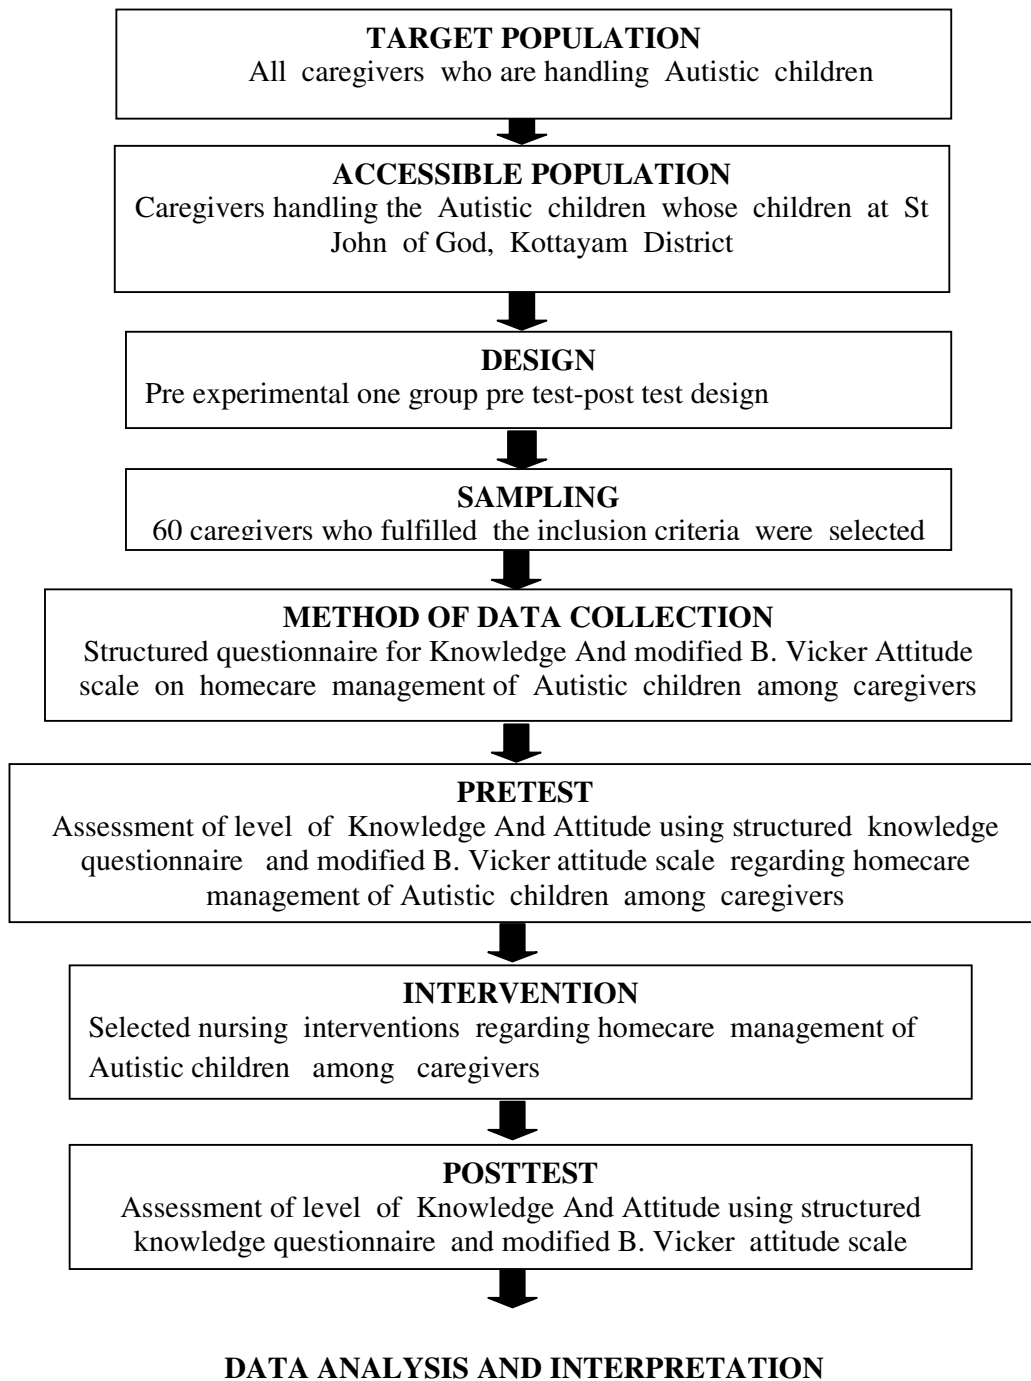 TARGET POPULATION
All caregivers who are handling Autistic children
ACCESSIBLE POPULATION
Caregivers handling the Autistic children whose children at St
John of God, Kottayam District
DESIGN
Pre experimental one group pre test-post test design
SAMPLING
60 caregivers who fulfilled the inclusion criteria were selected
METHOD OF DATA COLLECTION
Structured questionnaire for Knowledge And modified B. Vicker Attitude
scale on homecare management of Autistic children among caregivers
PRETEST
Assessment of level of Knowledge And Attitude using structured knowledge
questionnaire and modified B. Vicker attitude scale regarding homecare
management of Autistic children among caregivers
INTERVENTION
Selected nursing interventions regarding homecare management of
Autistic children among caregivers
POSTTEST
Assessment of level of Knowledge And Attitude using structured
knowledge questionnaire and modified B. Vicker attitude scale
DATA ANALYSIS AND INTERPRETATION